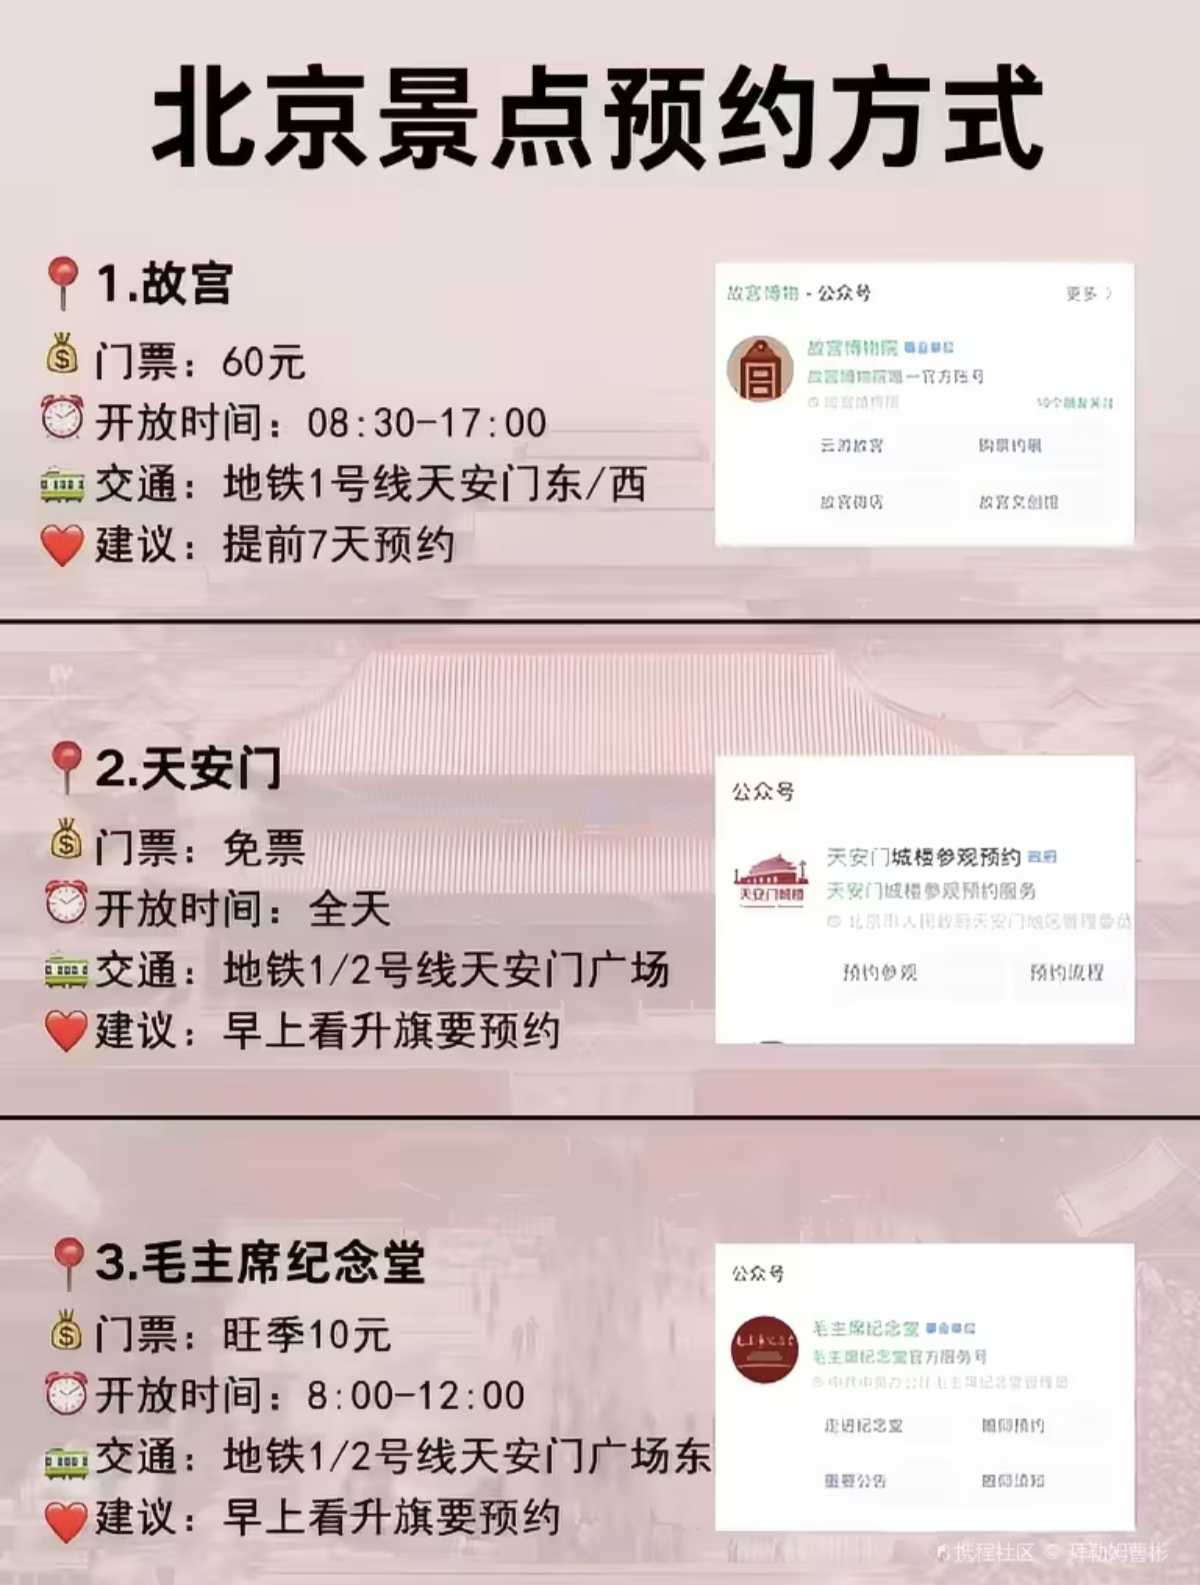 北京景点预约方式
1.故宫
门票：60元
开放时间：08:30-17:00
交通：地铁1号线天安门东/西
建议：提前7天预约
故宫博物 - 公众号
更多
故宫博物院
故宫博物院唯一官方账号
云游故宫
购票约展
故宫商店
故宫文创馆
2.天安门
门票：免票
开放时间：全天
交通：地铁1/2号线天安门广场
建议：早上看升旗要预约
公众号
天安门城楼参观预约 政府
天安门城楼
天安门城楼参观预约服务
北京市人民政府天安门地区管理委员
预约参观
预约流程
3.毛主席纪念堂
门票：旺季10元
开放时间：8:00-12:00
交通：地铁1/2号线天安门广场东
建议：早上看升旗要预约
公众号
毛主席纪念堂
毛主席纪念堂官方服务号
走进纪念堂
瞻仰预约
重要公告
瞻仰须知
携程社区 ©